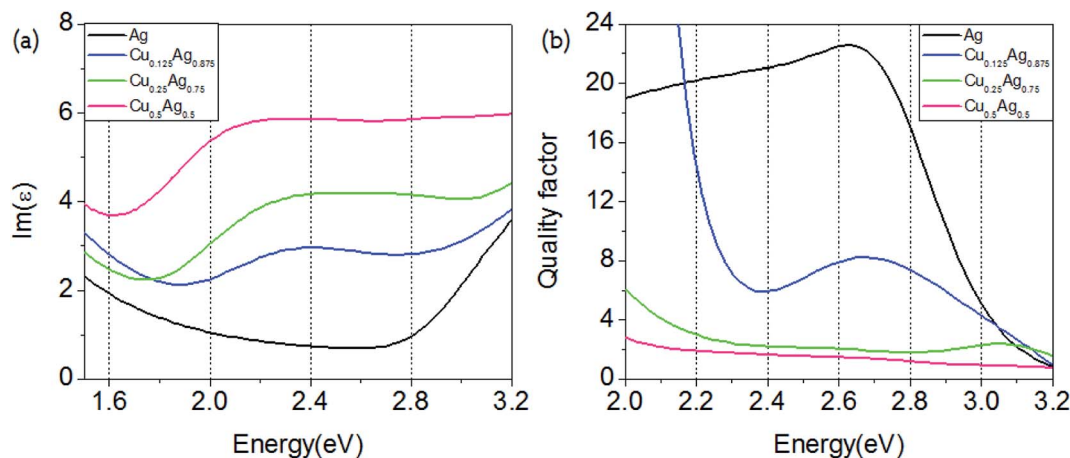 (a)
8
6
4
2
0
Im(ε)
Ag
Cu0.125Ag0.875
Cu0.25Ag0.75
Cu0.5Ag0.5
1.6 2.0 2.4 2.8 3.2
Energy(eV)
(b)
24
20
16
12
8
4
0
Quality factor
Ag
Cu0.125Ag0.875
Cu0.25Ag0.75
Cu0.5Ag0.5
2.0 2.2 2.4 2.6 2.8 3.0 3.2
Energy(eV)